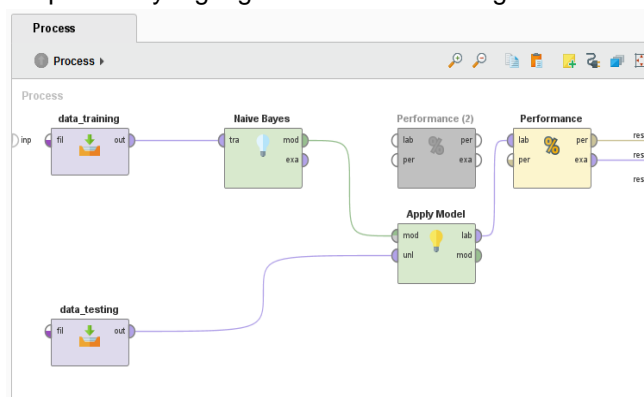 Process
Process
Process
inp
data_training
fil
out
Naive Bayes
tra
mod
exa
Performance (2)
lab
per
per
exa
%
Performance
lab
per
per
exa
%
res
res
res
Apply Model
mod
lab
unl
mod
data_testing
fil
out